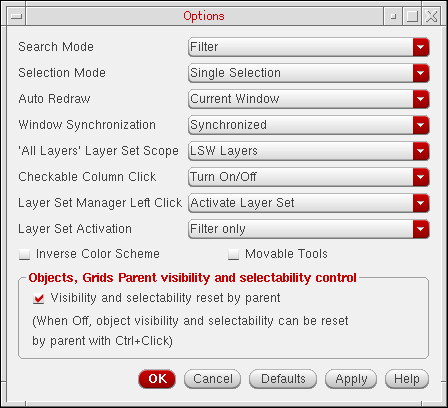 Options
Search Mode Filter
Selection Mode Single Selection
Auto Redraw Current Window
Window Synchronization Synchronized
'All Layers' Layer Set Scope LSW Layers
Checkable Column Click Turn On/Off
Layer Set Manager Left Click Activate Layer Set
Layer Set Activation Filter only
Inverse Color Scheme Movable Tools
Objects, Grids Parent visibility and selectability control
Visibility and selectability reset by parent
(When Off, object visibility and selectability can be reset
by parent with Ctrl+Click)
OK Cancel Defaults Apply Help